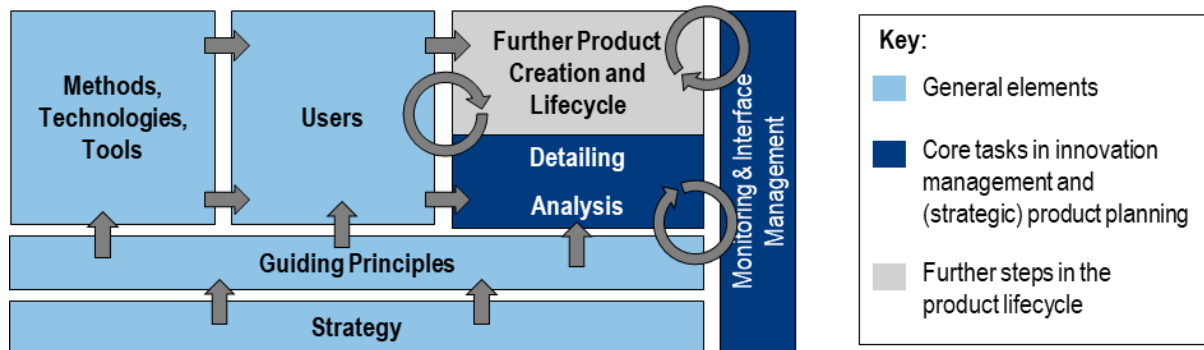 Methods,
Technologies,
Tools
Users
Further Product
Creation and
Lifecycle
Detailing
Analysis
Monitoring & Interface
Management
Guiding Principles
Strategy
Key:
General elements
Core tasks in innovation
management and
(strategic) product planning
Further steps in the
product lifecycle